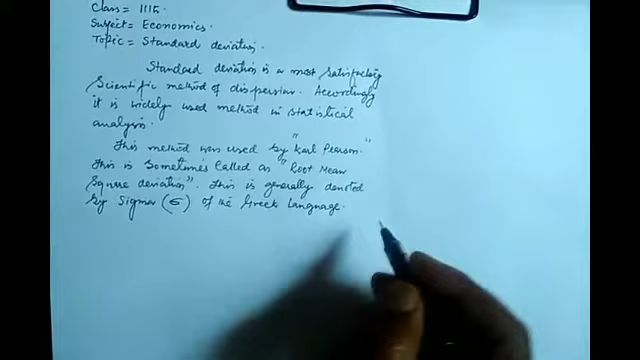 Class = 11th
Subject = Economics.
Topic = Standard deviation.
Standard deviation is a most satisfactory
Scientific method of dispersion. Accordingly
it is widely used method in statistical
analysis.
This method was used by "Karl Pearson."
This is Sometimes Called as "Root Mean
Square deviation". This is generally denoted
by Sigma (σ) of the Greek Language.